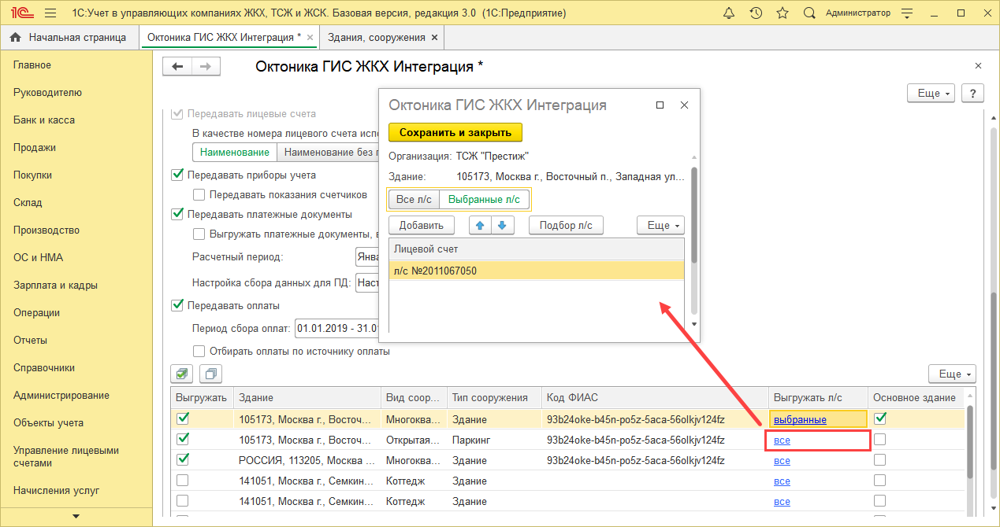 1С:Учет в управляющих компаниях ЖКХ, ТСЖ и ЖСК. Базовая версия, редакция 3.0 (1С:Предприятие)
Администратор
Начальная страница
Октоника ГИС ЖКХ Интеграция *
Здания, сооружения
Главное
Руководителю
Банк и касса
Продажи
Покупки
Склад
Производство
ОС и НМА
Зарплата и кадры
Операции
Отчеты
Справочники
Администрирование
Объекты учета
Управление лицевыми
счетами
Начисления услуг
Октоника ГИС ЖКХ Интеграция *
Еще
?
Передавать лицевые счета
В качестве номера лицевого счета испо
Наименование
Наименование без
Передавать приборы учета
Передавать показания счетчиков
Передавать платежные документы
Выгружать платежные документы,
Расчетный период:
Янва
Настройка сбора данных для ПД:
Наст
Передавать оплаты
Период сбора оплат:
01.01.2019 - 31.0
Отбирать оплаты по источнику оплаты
Октоника ГИС ЖКХ Интеграция
Сохранить и закрыть
Организация: ТСЖ "Престиж"
Здание: 105173, Москва г., Восточный п., Западная ул...
Все л/с
Выбранные л/с
Добавить
Подбор л/с
Еще
Лицевой счет
л/с №2011067050
Еще
Выгружать Здание Вид соор... Тип сооружения Код ФИАС Выгружать л/с Основное здание
105173, Москва г., Восточ... Многоква... Здание 93b24oke-b45n-po5z-5aca-56olkjv124fz выбранные
105173, Москва г., Восточ... Открытая... Паркинг 93b24oke-b45n-po5z-5aca-56olkjv124fz все
РОССИЯ, 113205, Москва ... Многоква... Здание 93b24oke-b45n-po5z-5aca-56olkjv124fz все
141051, Москва г., Семкин... Коттедж Здание все
141051, Москва г., Семкин... Коттедж Здание все